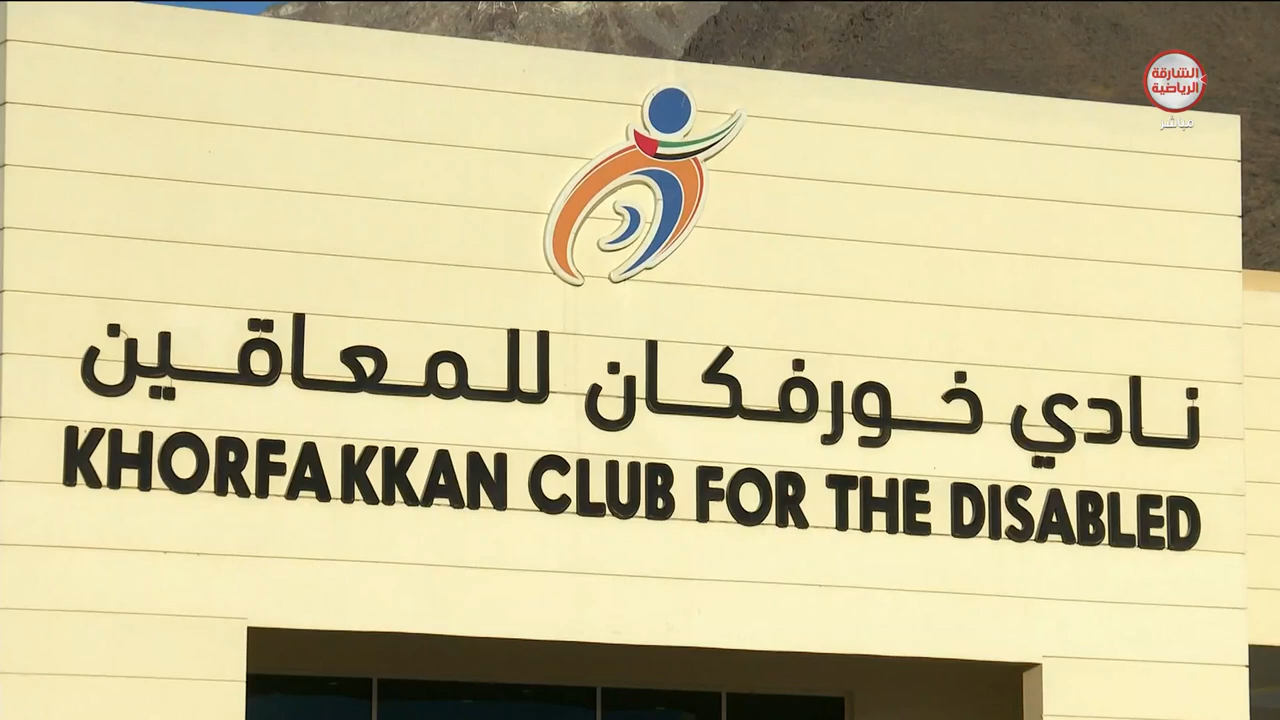 الشارقة
الرياضية
مباشر
نادي خورفكان للمعاقين
KHORFAKKAN CLUB FOR THE DISABLED